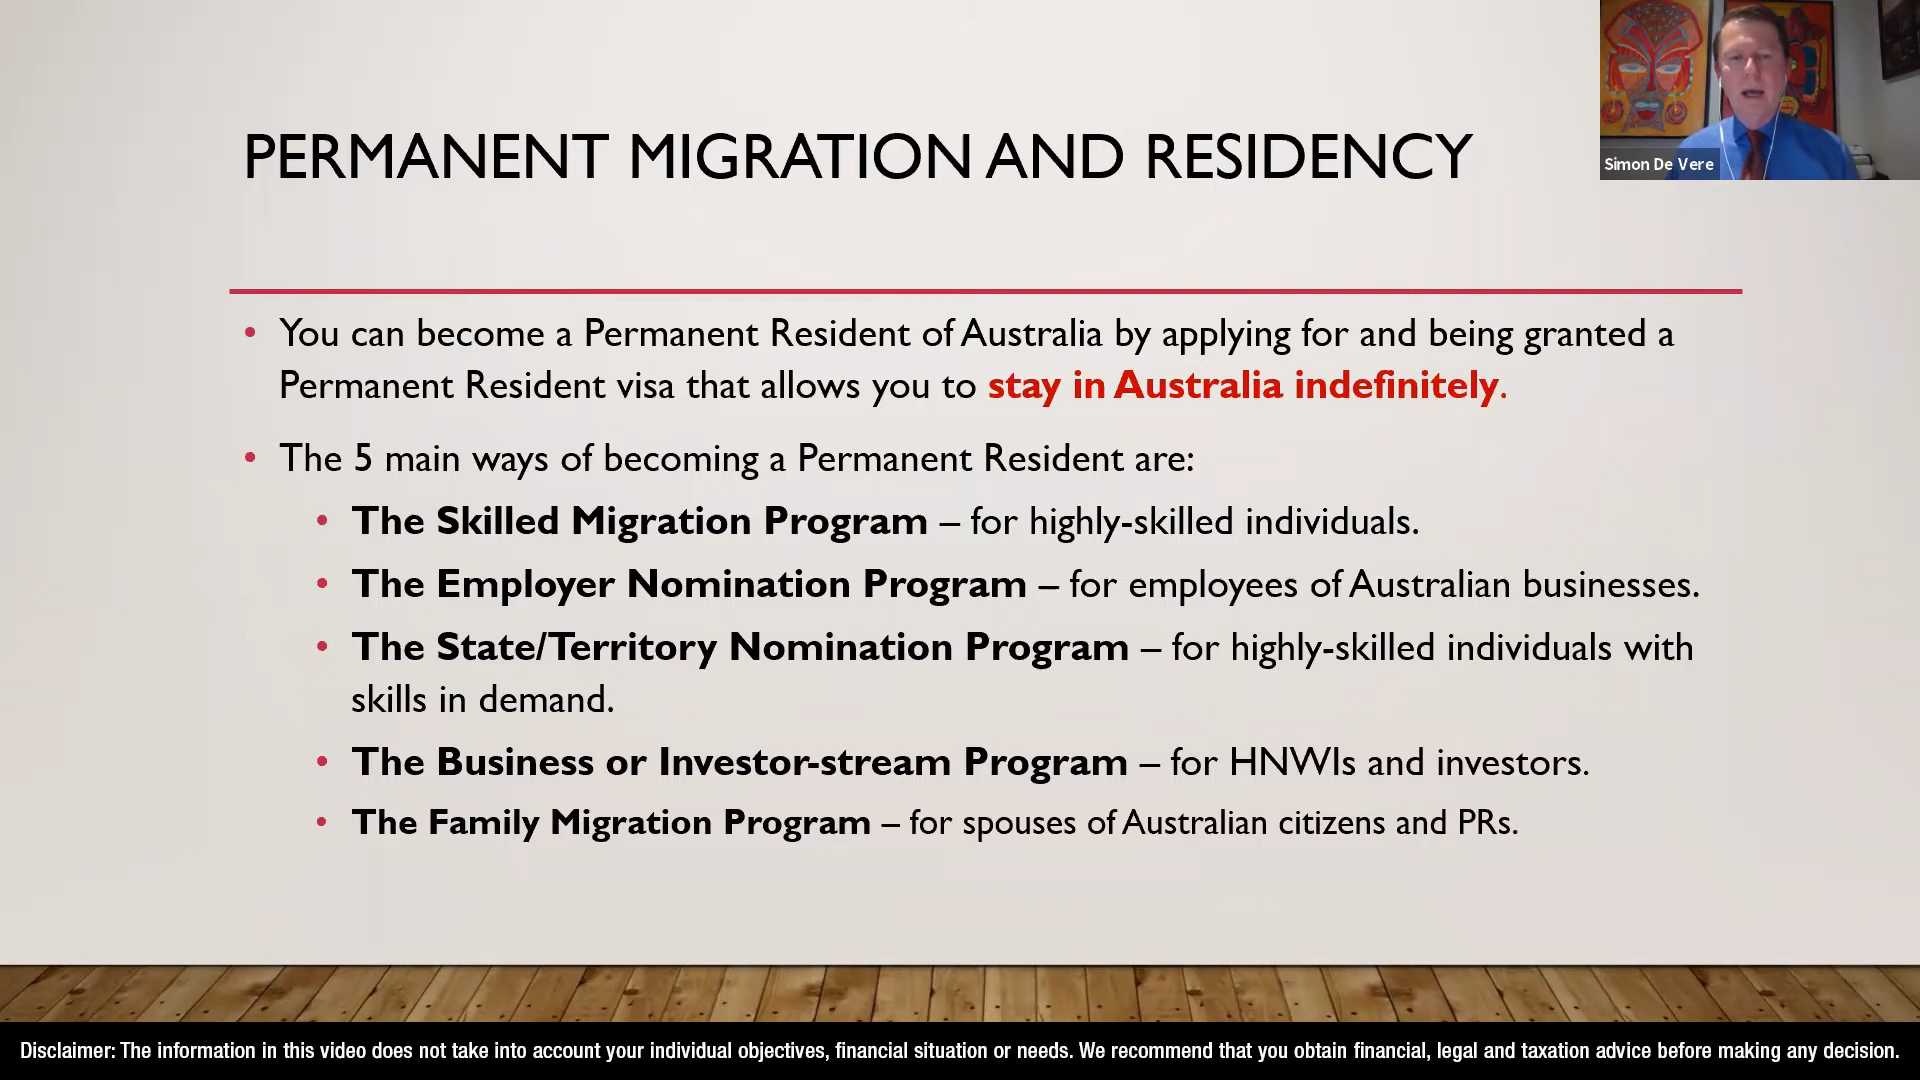 PERMANENT MIGRATION AND RESIDENCY
Simon De Vere
• You can become a Permanent Resident of Australia by applying for and being granted a
Permanent Resident visa that allows you to stay in Australia indefinitely.
• The 5 main ways of becoming a Permanent Resident are:
• The Skilled Migration Program – for highly-skilled individuals.
• The Employer Nomination Program – for employees of Australian businesses.
• The State/Territory Nomination Program – for highly-skilled individuals with
skills in demand.
• The Business or Investor-stream Program – for HNWIs and investors.
• The Family Migration Program – for spouses of Australian citizens and PRs.
Disclaimer: The information in this video does not take into account your individual objectives, financial situation or needs. We recommend that you obtain financial, legal and taxation advice before making any decision.